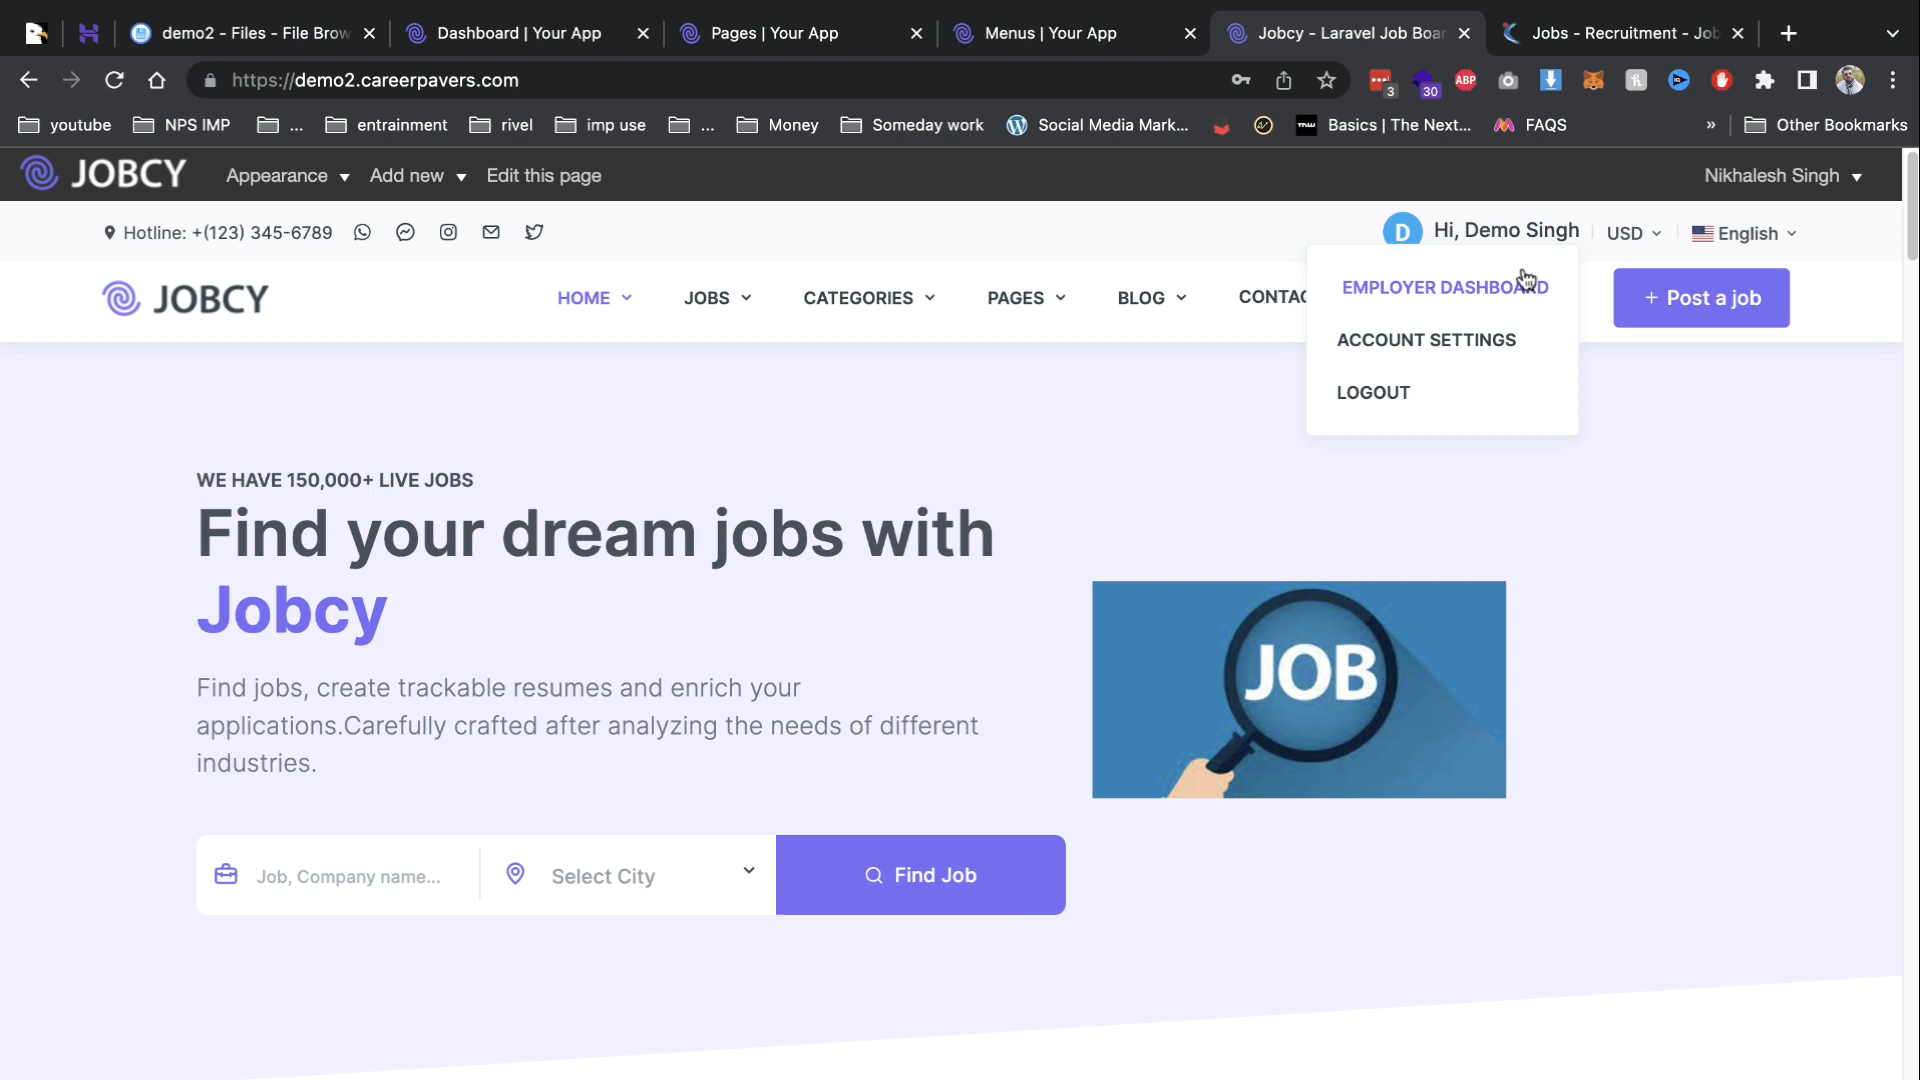 demo2 - Files - File Brow
Dashboard | Your App
Pages | Your App
Menus | Your App
Jobcy - Laravel Job Boar
Jobs - Recruitment - Job
https://demo2.careerpavers.com
3
30
ABP
youtube
NPS IMP
...
entrainment
rivel
imp use
...
Money
Someday work
Social Media Mark...
Basics | The Next...
FAQS
»
Other Bookmarks
JOBCY
Appearance
Add new
Edit this page
Nikhalesh Singh
Hotline: +(123) 345-6789
D
Hi, Demo Singh
USD
English
JOBCY
HOME
JOBS
CATEGORIES
PAGES
BLOG
CONTAC
+ Post a job
EMPLOYER DASHBOARD
ACCOUNT SETTINGS
LOGOUT
WE HAVE 150,000+ LIVE JOBS
Find your dream jobs with
Jobcy
Find jobs, create trackable resumes and enrich your
applications.Carefully crafted after analyzing the needs of different
industries.
JOB
Job, Company name...
Select City
Find Job